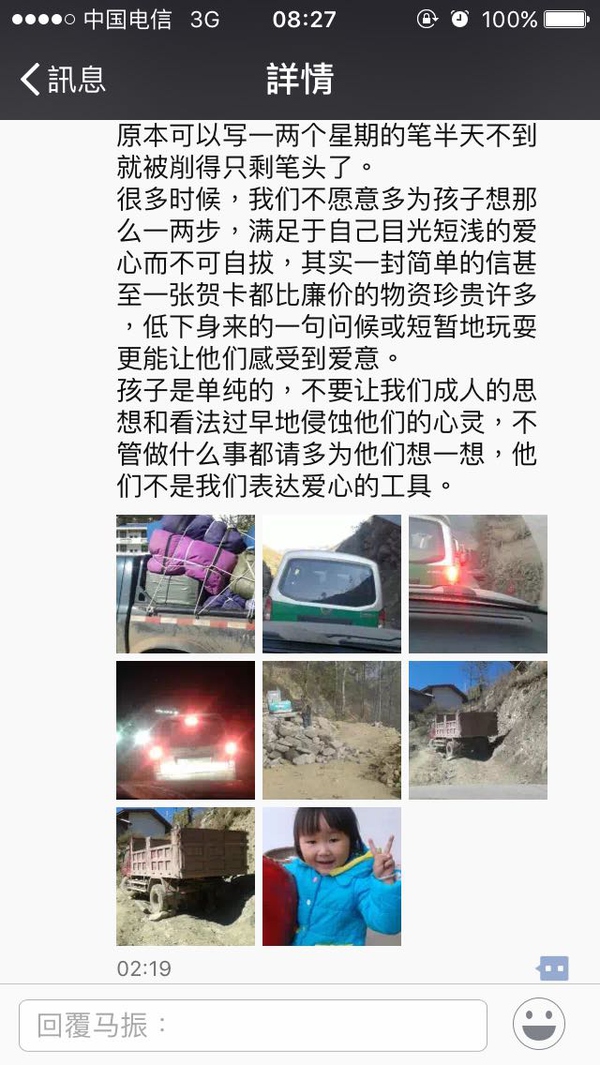 中国电信 3G 08:27 100%
訊息 詳情
原本可以写一两个星期的笔半天不到
就被削得只剩笔头了。
很多时候，我们不愿意多为孩子想那
么一两步，满足于自己目光短浅的爱
心而不可自拔，其实一封简单的信甚
至一张贺卡都比廉价的物资珍贵许多
，低下身来的一句问候或短暂地玩耍
更能让他们感受到爱意。
孩子是单纯的，不要让我们成人的思
想和看法过早地侵蚀他们的心灵，不
管做什么事都请多为他们想一想，他
们不是我们表达爱心的工具。
02:19
回覆马振：